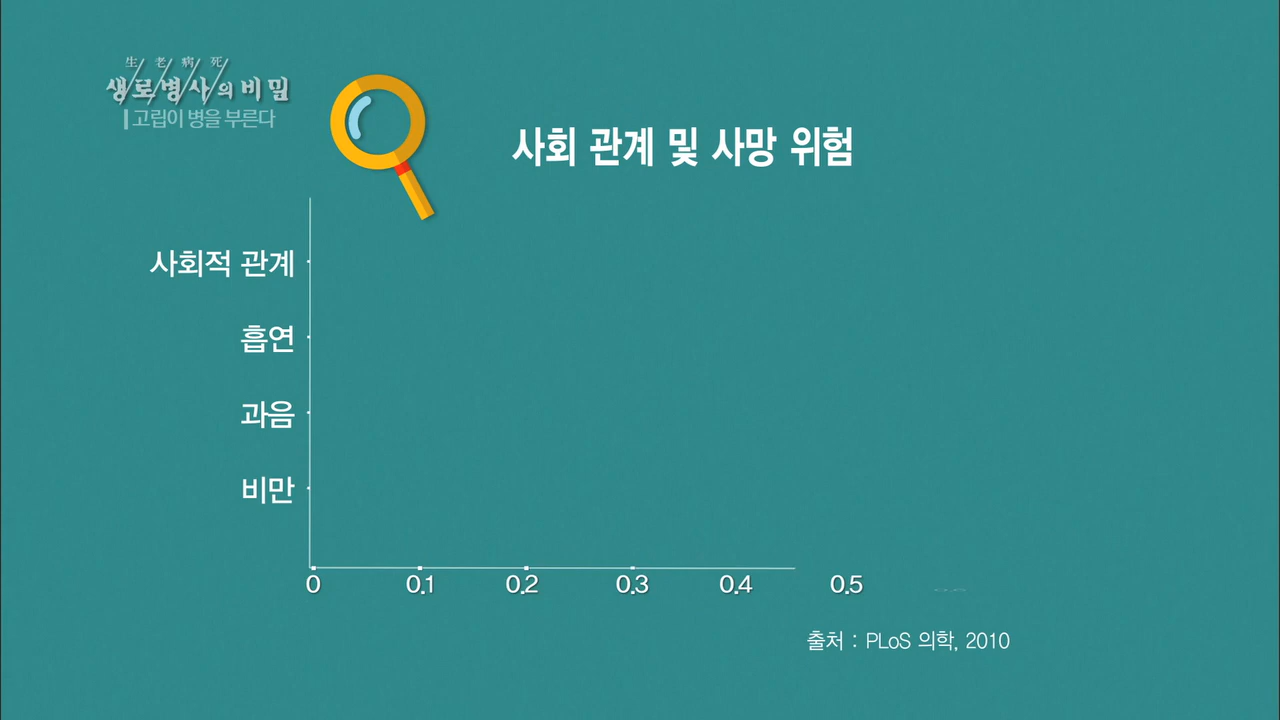 生老病死
생로병사의 비밀
고립이 병을 부른다
사회 관계 및 사망 위험
사회적 관계
흡연
과음
비만
0 0.1 0.2 0.3 0.4 0.5
출처 : PLoS 의학, 2010